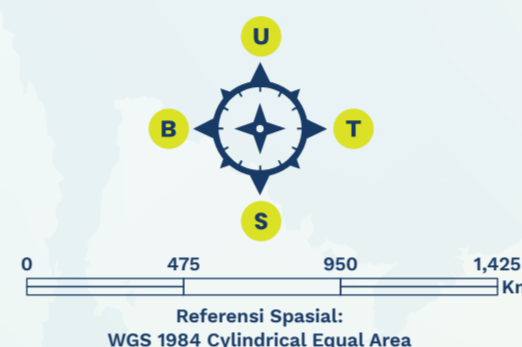 U
B T
S
0 475 950 1,425
Km
Referensi Spasial:
WGS 1984 Cylindrical Equal Area